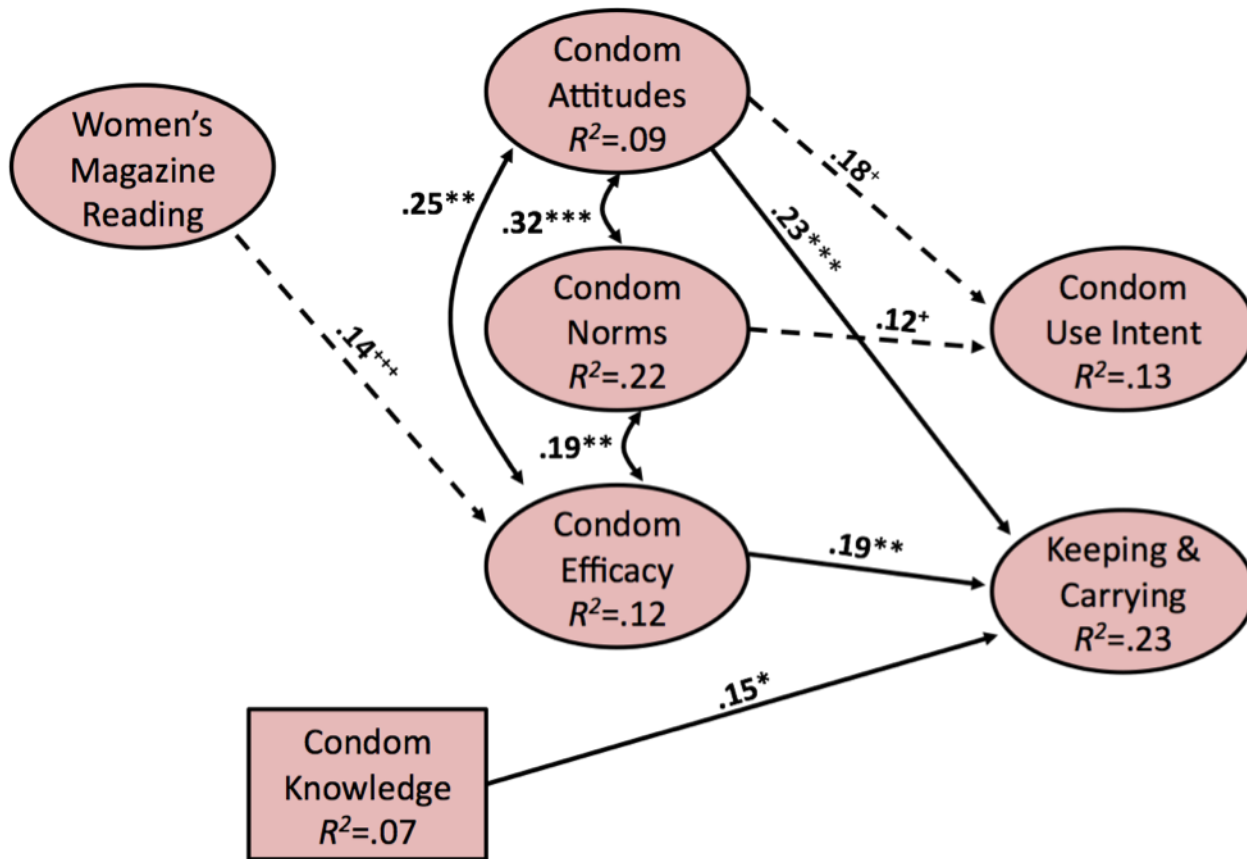 Condom
Attitudes
R²=.09
Women's
Magazine
Reading
.25**
.32***
.18⁺
.23***
Condom
Norms
R²=.22
.12⁺
Condom
Use Intent
R²=.13
.14⁺⁺⁺
.19**
Condom
Efficacy
R²=.12
.19**
Keeping &
Carrying
R²=.23
.15*
Condom
Knowledge
R²=.07